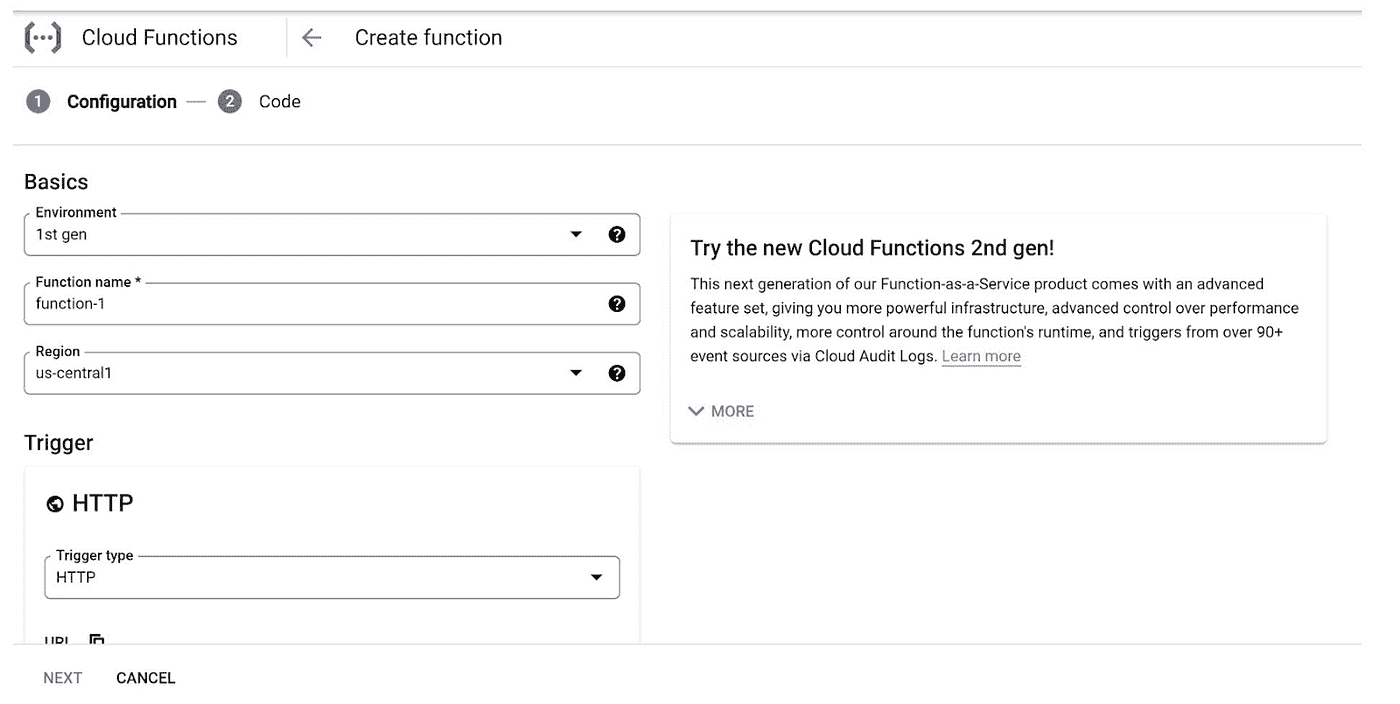 Cloud Functions
Create function
1 Configuration — 2 Code
Basics
Environment
1st gen
Function name *
function-1
Region
us-central1
Try the new Cloud Functions 2nd gen!
This next generation of our Function-as-a-Service product comes with an advanced
feature set, giving you more powerful infrastructure, advanced control over performance
and scalability, more control around the function's runtime, and triggers from over 90+
event sources via Cloud Audit Logs. Learn more
MORE
Trigger
HTTP
Trigger type
HTTP
URL
NEXT CANCEL